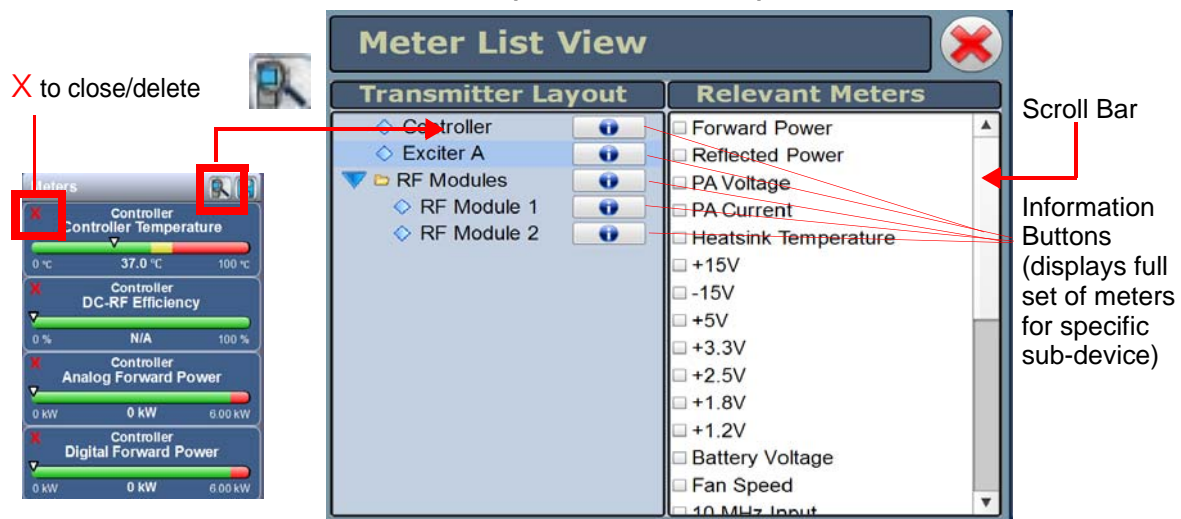 X to close/delete
Meters
X
Controller
Controller Temperature
0 °C 37.0 °C 100 °C
X
Controller
DC-RF Efficiency
0 % N/A 100 %
X
Controller
Analog Forward Power
0 kW 0 kW 6.00 kW
X
Controller
Digital Forward Power
0 kW 0 kW 6.00 kW
Meter List View
Transmitter Layout
Controller
Exciter A
RF Modules
RF Module 1
RF Module 2
Relevant Meters
Forward Power
Reflected Power
PA Voltage
PA Current
Heatsink Temperature
+15V
-15V
+5V
+3.3V
+2.5V
+1.8V
+1.2V
Battery Voltage
Fan Speed
10 MHz Input
Scroll Bar
Information
Buttons
(displays full
set of meters
for specific
sub-device)